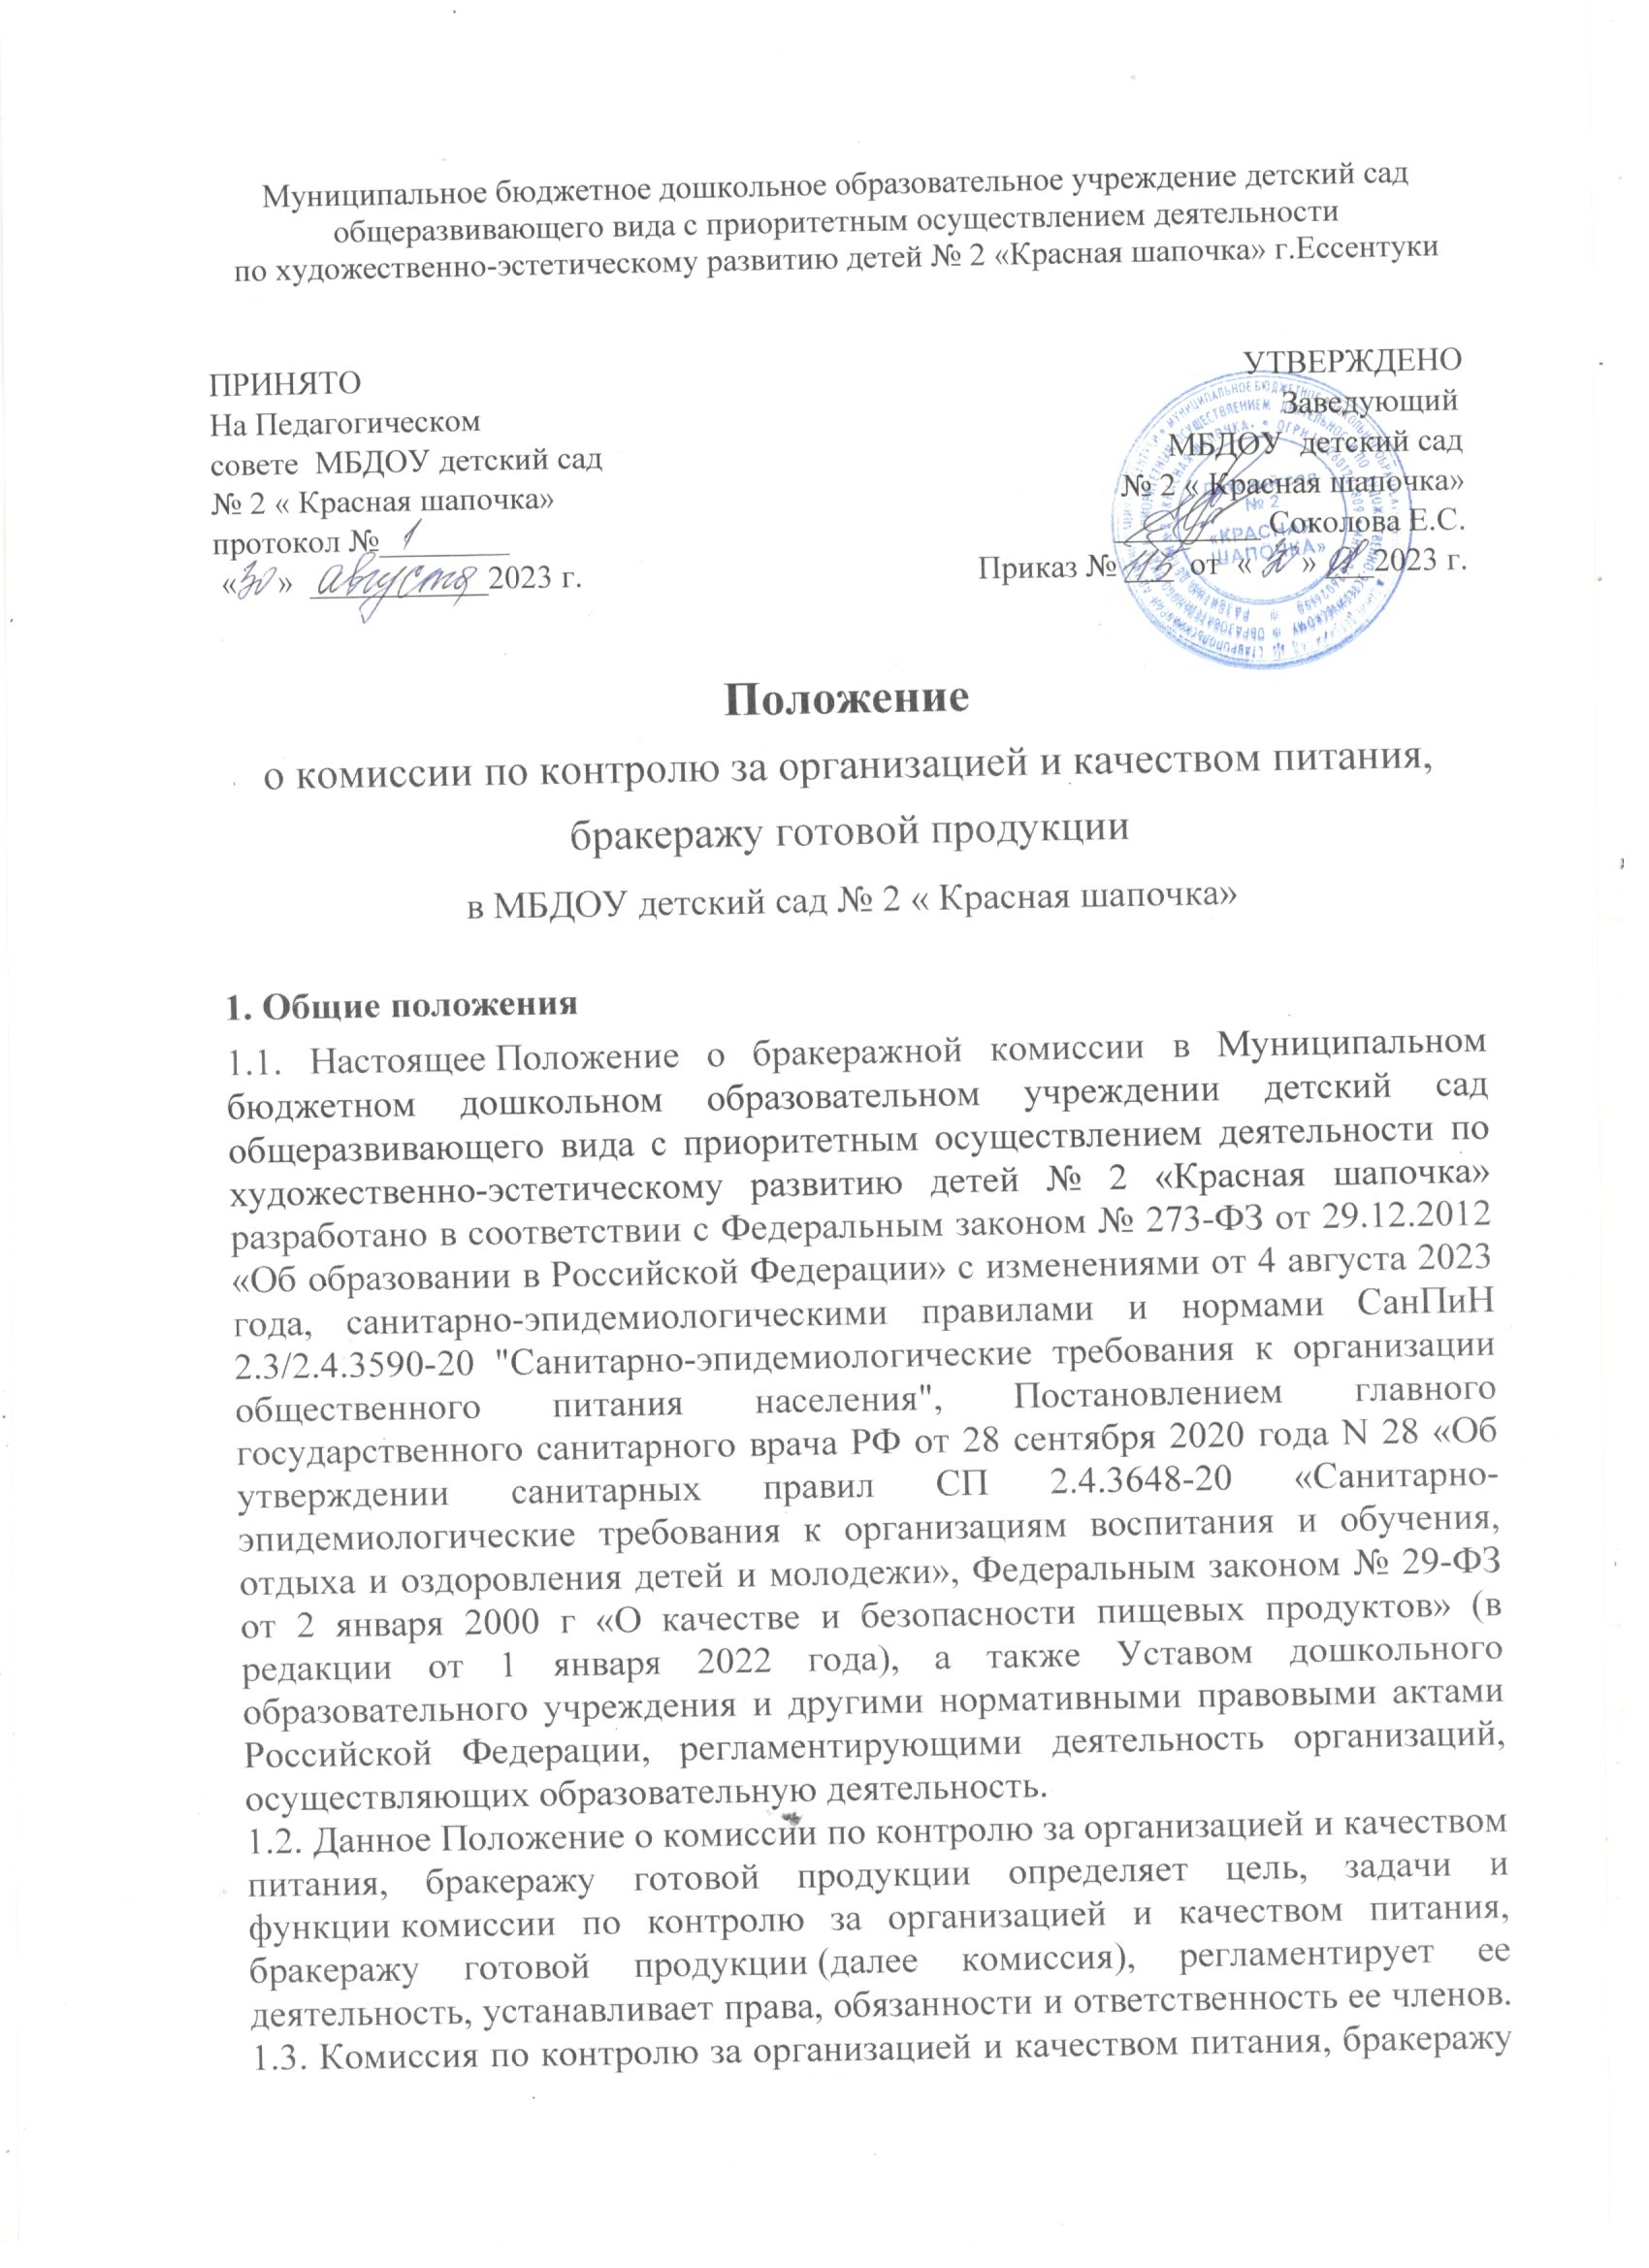 Муниципальное бюджетное дошкольное образовательное учреждение детский сад
общеразвивающего вида с приоритетным осуществлением деятельности
по художественно-эстетическому развитию детей № 2 «Красная шапочка» г.Ессентуки
ПРИНЯТО
На Педагогическом
совете МБДОУ детский сад
№ 2 « Красная шапочка»
протокол № 1
«30» августа 2023 г.
УТВЕРЖДЕНО
Заведующий
МБДОУ детский сад
№ 2 « Красная шапочка»
Соколова Е.С.
Приказ № от «30» 2023 г.
№ 2
«КРАСНАЯ
ШАПОЧКА»
Положение
о комиссии по контролю за организацией и качеством питания,
бракеражу готовой продукции
в МБДОУ детский сад № 2 « Красная шапочка»
1. Общие положения
1.1. Настоящее Положение о бракеражной комиссии в Муниципальном
бюджетном дошкольном образовательном учреждении детский сад
общеразвивающего вида с приоритетным осуществлением деятельности по
художественно-эстетическому развитию детей № 2 «Красная шапочка»
разработано в соответствии с Федеральным законом № 273-ФЗ от 29.12.2012
«Об образовании в Российской Федерации» с изменениями от 4 августа 2023
года, санитарно-эпидемиологическими правилами и нормами СанПиН
2.3/2.4.3590-20 "Санитарно-эпидемиологические требования к организации
общественного питания населения", Постановлением главного
государственного санитарного врача РФ от 28 сентября 2020 года N 28 «Об
утверждении санитарных правил СП 2.4.3648-20 «Санитарно-
эпидемиологические требования к организациям воспитания и обучения,
отдыха и оздоровления детей и молодежи», Федеральным законом № 29-ФЗ
от 2 января 2000 г «О качестве и безопасности пищевых продуктов» (в
редакции от 1 января 2022 года), а также Уставом дошкольного
образовательного учреждения и другими нормативными правовыми актами
Российской Федерации, регламентирующими деятельность организаций,
осуществляющих образовательную деятельность.
1.2. Данное Положение о комиссии по контролю за организацией и качеством
питания, бракеражу готовой продукции определяет цель, задачи и
функции комиссии по контролю за организацией и качеством питания,
бракеражу готовой продукции (далее комиссия), регламентирует ее
деятельность, устанавливает права, обязанности и ответственность ее членов.
1.3. Комиссия по контролю за организацией и качеством питания, бракеражу